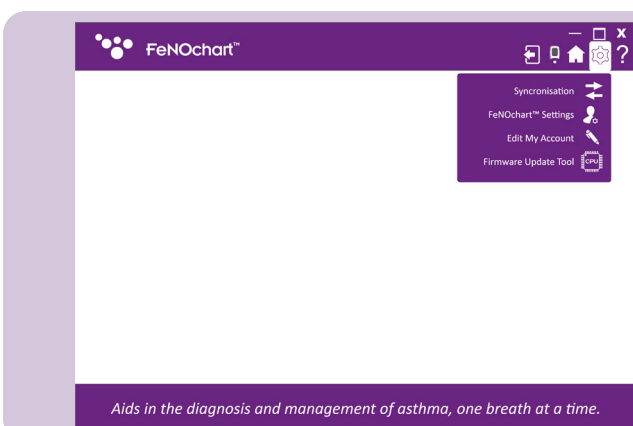 FeNOchart™
?
Syncronisation
FeNOchart™ Settings
Edit My Account
Firmware Update Tool
CPU
Aids in the diagnosis and management of asthma, one breath at a time.